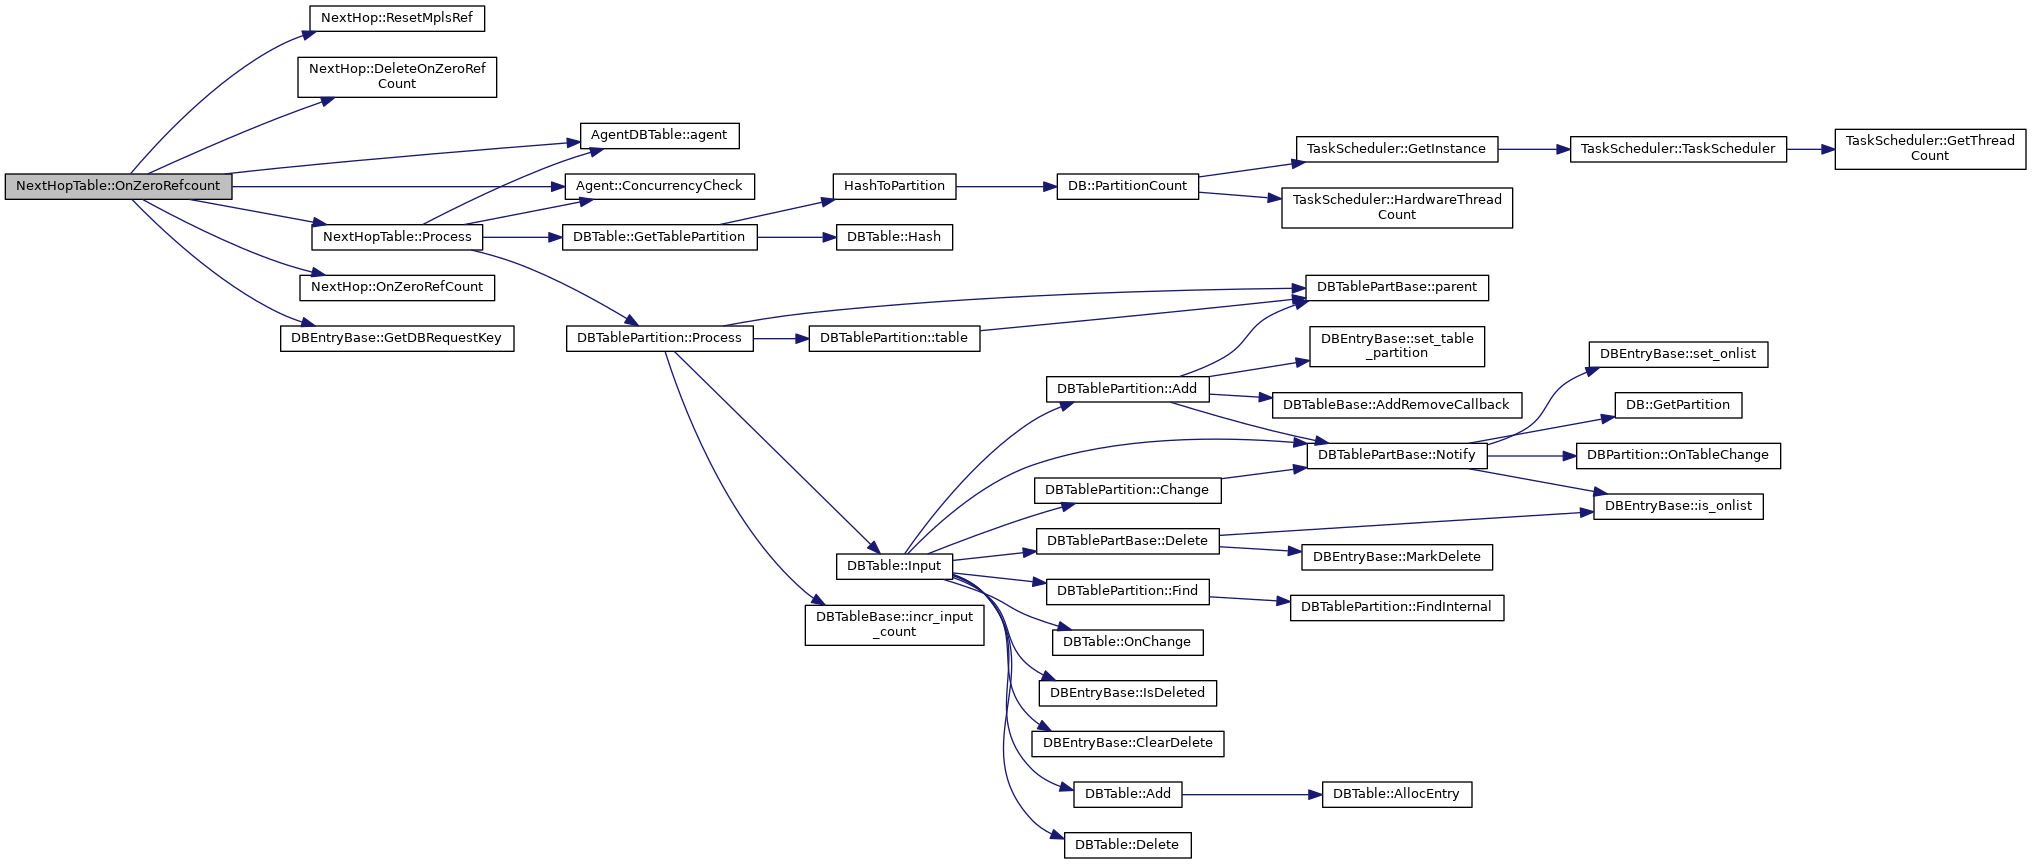 NextHop::ResetMplsRef
NextHop::DeleteOnZeroRef
Count
AgentDBTable::agent
TaskScheduler::GetInstance
TaskScheduler::TaskScheduler
TaskScheduler::GetThread
Count
NextHopTable::OnZeroRefcount
Agent::ConcurrencyCheck
HashToPartition
DB::PartitionCount
TaskScheduler::HardwareThread
Count
NextHopTable::Process
DBTable::GetTablePartition
DBTable::Hash
NextHop::OnZeroRefCount
DBTablePartBase::parent
DBEntryBase::GetDBRequestKey
DBTablePartition::Process
DBTablePartition::table
DBEntryBase::set_table
_partition
DBEntryBase::set_onlist
DBTablePartition::Add
DBTableBase::AddRemoveCallback
DB::GetPartition
DBTablePartBase::Notify
DBPartition::OnTableChange
DBTablePartition::Change
DBEntryBase::is_onlist
DBTablePartBase::Delete
DBEntryBase::MarkDelete
DBTable::Input
DBTablePartition::Find
DBTablePartition::FindInternal
DBTableBase::incr_input
_count
DBTable::OnChange
DBEntryBase::IsDeleted
DBEntryBase::ClearDelete
DBTable::Add
DBTable::AllocEntry
DBTable::Delete